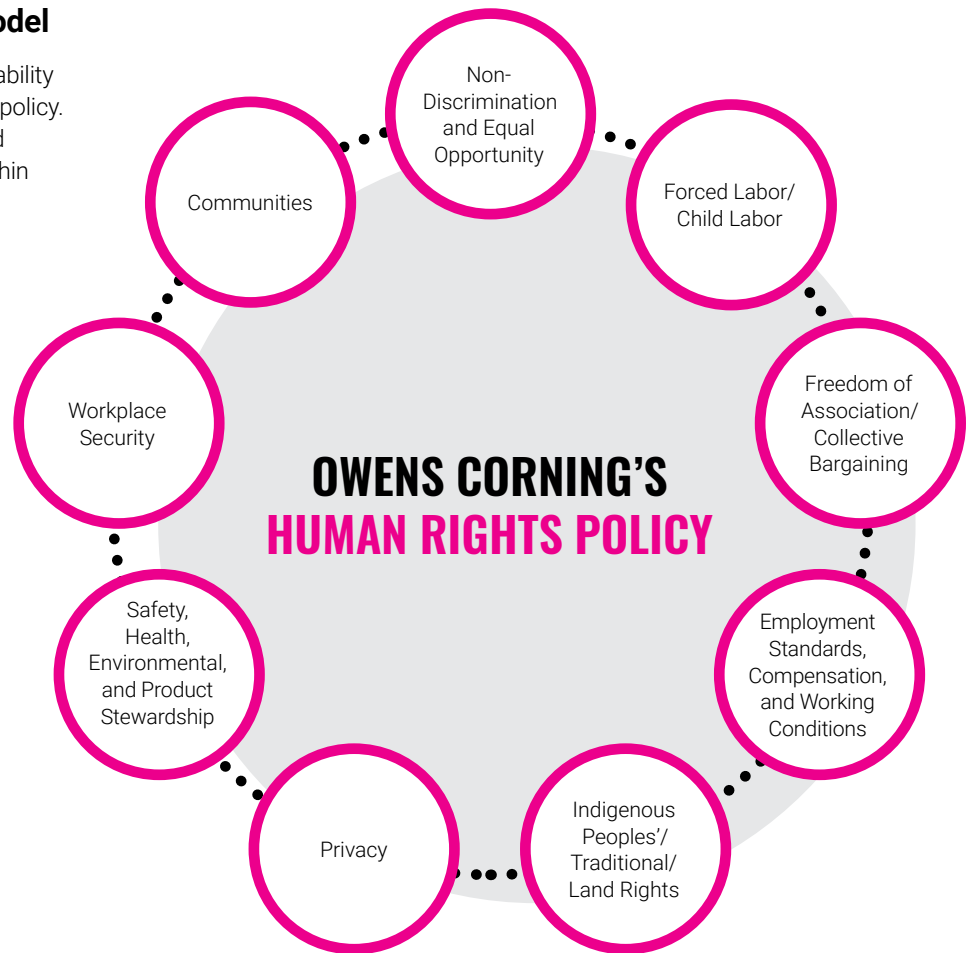 odel
ability
policy.
d
hin
Non-
Discrimination
and Equal
Opportunity
Forced Labor/
Child Labor
Freedom of
Association/
Collective
Bargaining
Employment
Standards,
Compensation,
and Working
Conditions
Indigenous
Peoples’/
Traditional/
Land Rights
Privacy
Safety,
Health,
Environmental,
and Product
Stewardship
Workplace
Security
Communities
OWENS CORNING’S
HUMAN RIGHTS POLICY